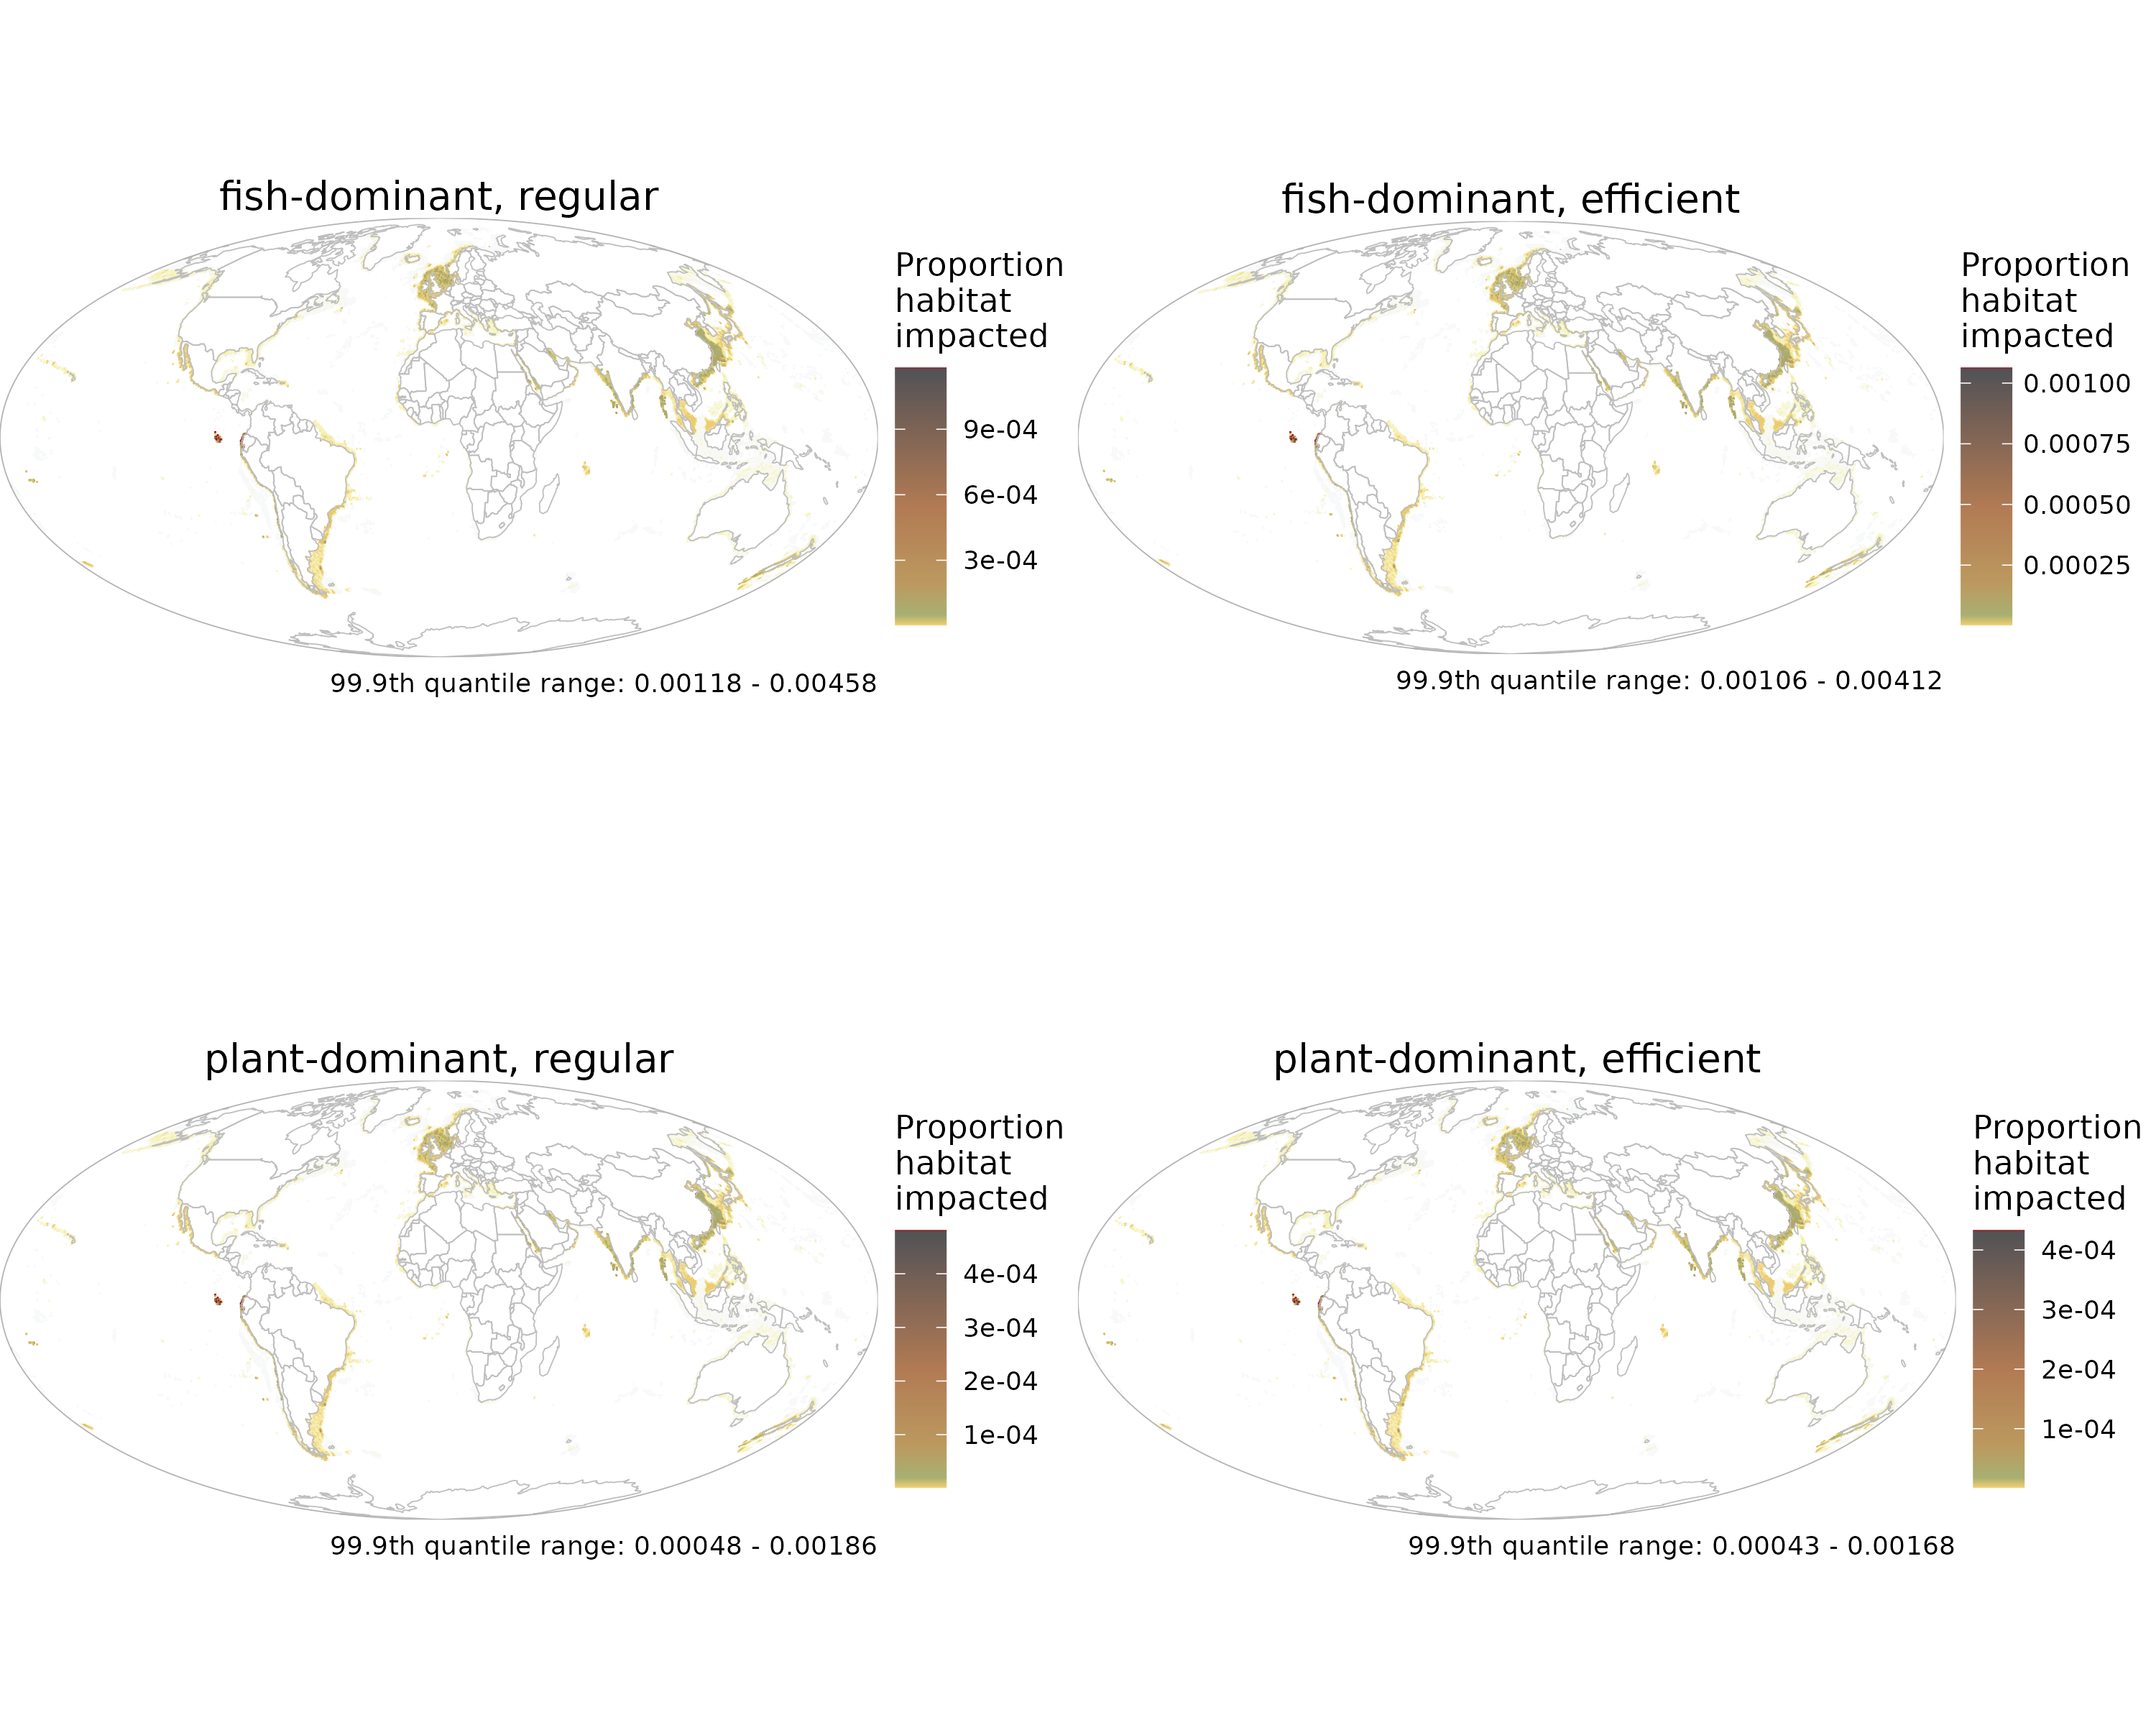 fish-dominant, regular
Proportion
habitat
impacted
9e-04
6e-04
3e-04
99.9th quantile range: 0.00118 - 0.00458
fish-dominant, efficient
Proportion
habitat
impacted
0.00100
0.00075
0.00050
0.00025
99.9th quantile range: 0.00106 - 0.00412
plant-dominant, regular
Proportion
habitat
impacted
4e-04
3e-04
2e-04
1e-04
99.9th quantile range: 0.00048 - 0.00186
plant-dominant, efficient
Proportion
habitat
impacted
4e-04
3e-04
2e-04
1e-04
99.9th quantile range: 0.00043 - 0.00168